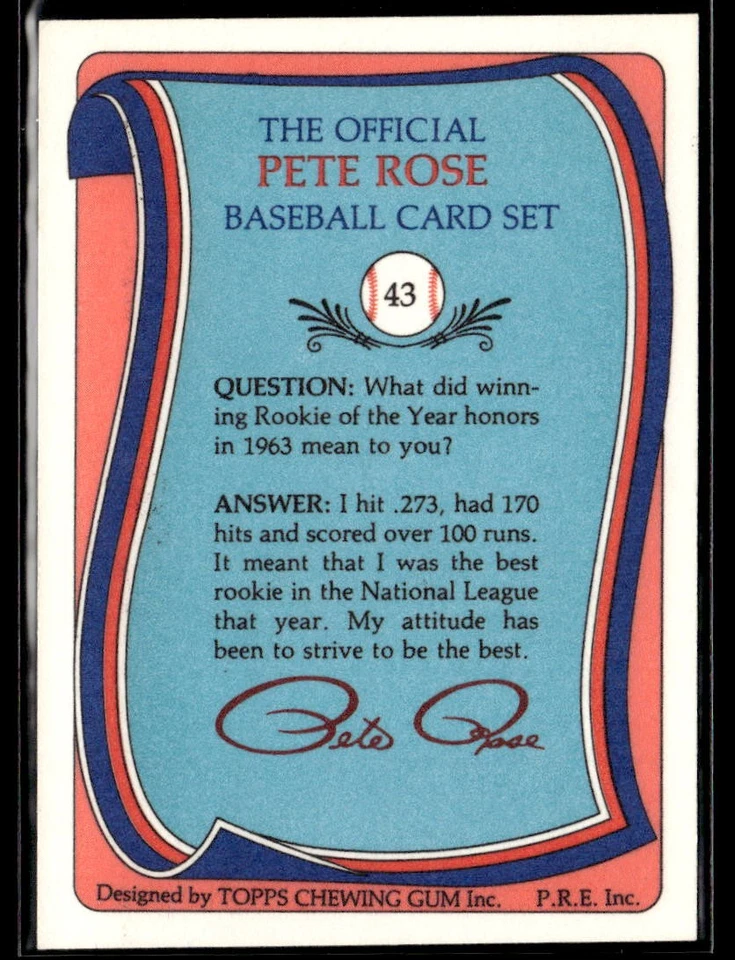 THE OFFICIAL
PETE ROSE
BASEBALL CARD SET
43
QUESTION: What did winn-
ing Rookie of the Year honors
in 1963 mean to you?
ANSWER: I hit .273, had 170
hits and scored over 100 runs.
It meant that I was the best
rookie in the National League
that year. My attitude has
been to strive to be the best.
Pete Rose
Designed by TOPPS CHEWING GUM Inc. P.R.E. Inc.